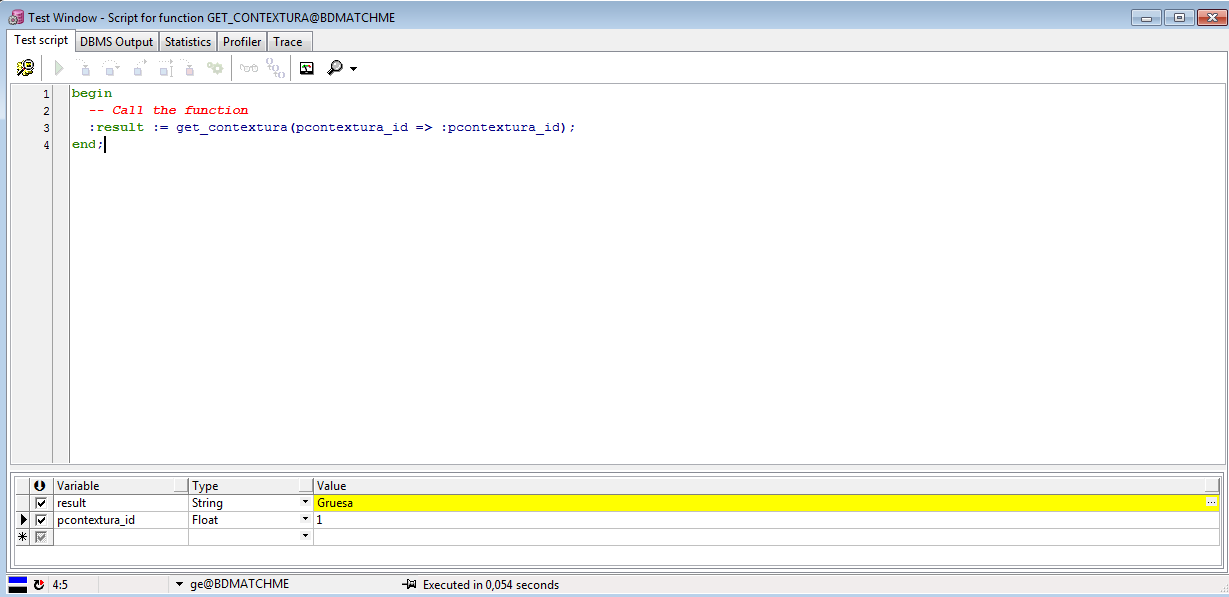 Test Window - Script for function GET_CONTEXTURA@BDMATCHME
Test script DBMS Output Statistics Profiler Trace
1 begin
2 -- Call the function
3 :result := get_contextura(pcontextura_id => :pcontextura_id);
4 end;
Variable Type Value
result String Gruesa
pcontextura_id Float 1
4:5 ge@BDMATCHME Executed in 0,054 seconds